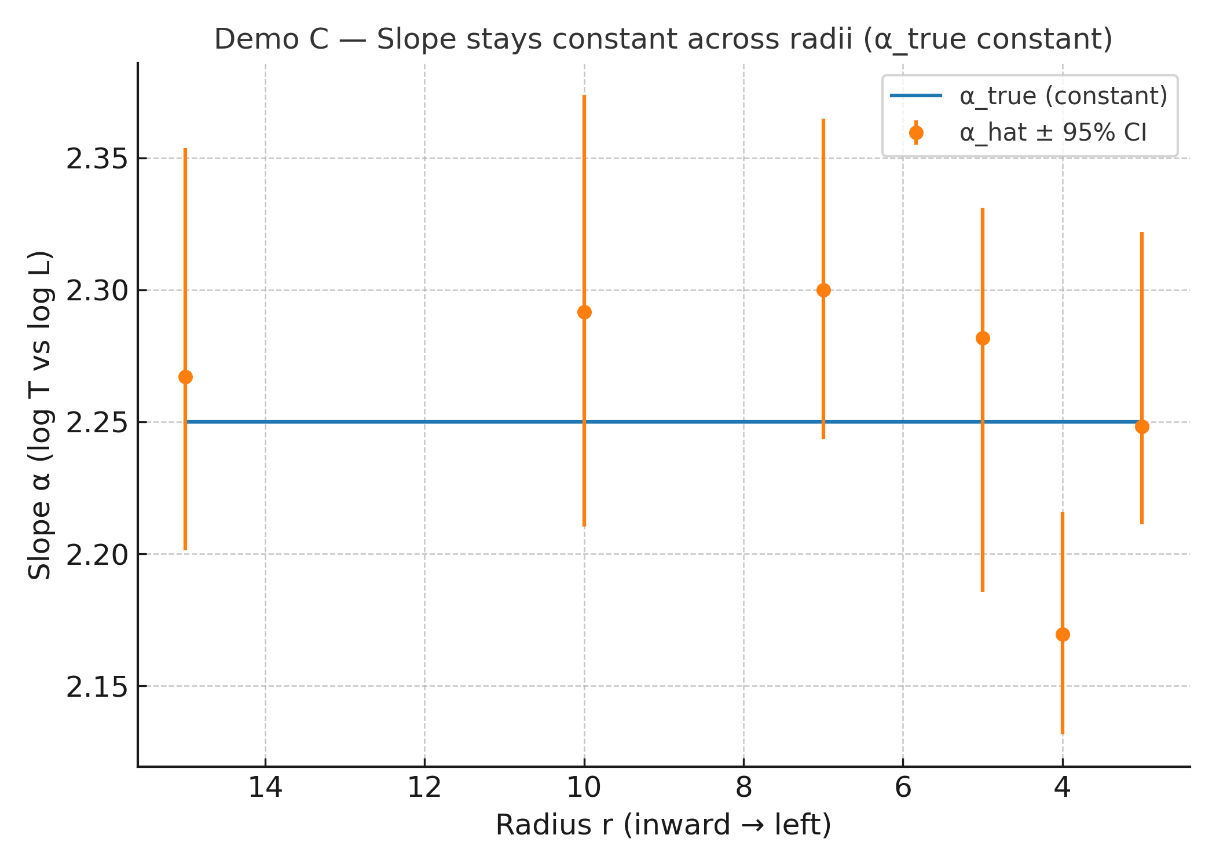 Demo C — Slope stays constant across radii (α_true constant)
α_true (constant)
α_hat ± 95% CI
Slope α (log T vs log L)
2.35
2.30
2.25
2.20
2.15
14 12 10 8 6 4
Radius r (inward → left)